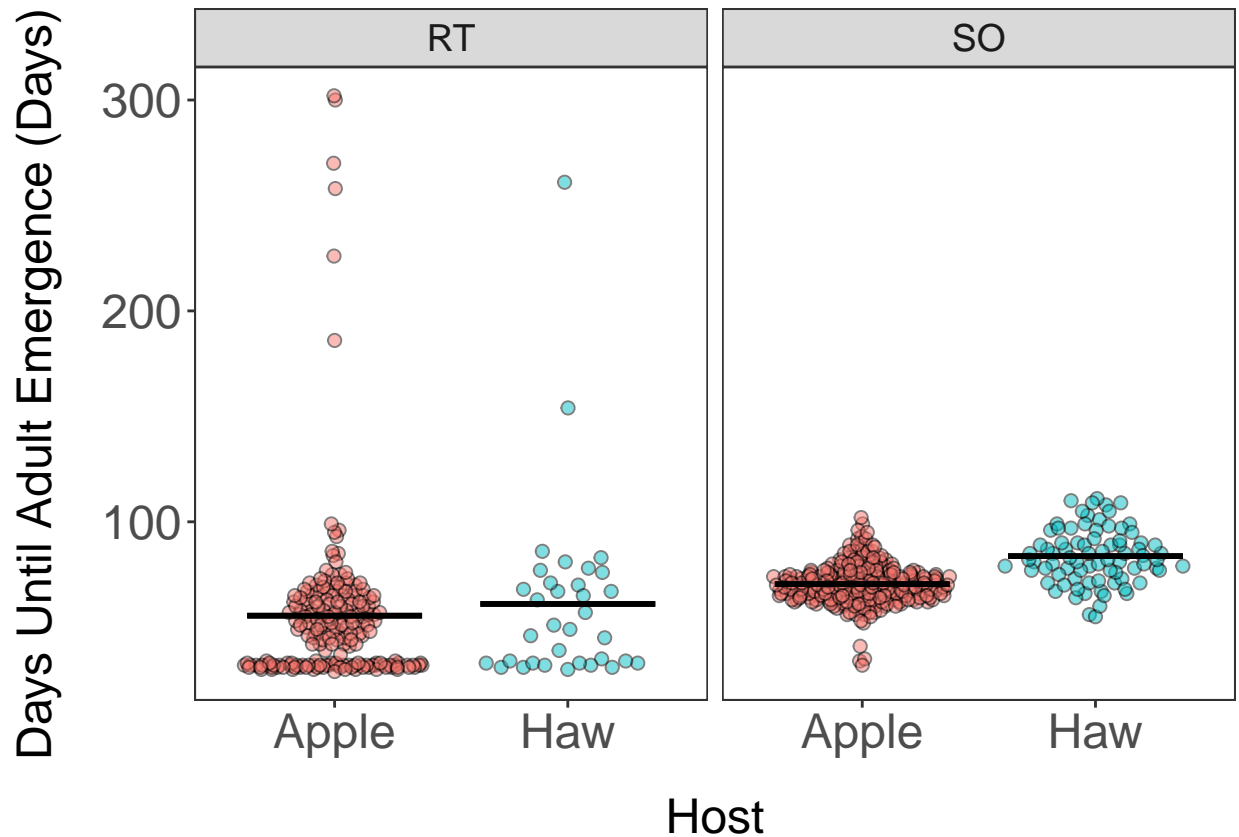 RT
SO
Days Until Adult Emergence (Days)
300
200
100
Apple
Haw
Apple
Haw
Host